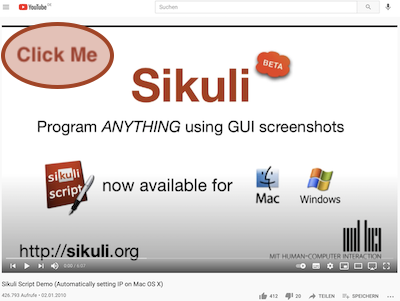 YouTube DE
Suchen
Click Me
Sikuli
BETA
Program ANYTHING using GUI screenshots
sikuli
script
now available for
Mac
Windows
http://sikuli.org
MIT HUMAN-COMPUTER INTERACTION
0:00 / 6:07
Sikuli Script Demo (Automatically setting IP on Mac OS X)
426.793 Aufrufe • 02.01.2010
412
20
TEILEN
SPEICHERN